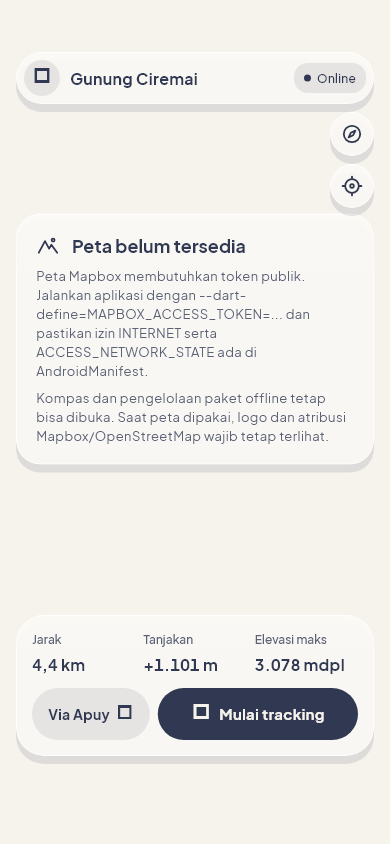 Gunung Ciremai
Online
Peta belum tersedia
Peta Mapbox membutuhkan token publik.
Jalankan aplikasi dengan --dart-
define=MAPBOX_ACCESS_TOKEN=... dan
pastikan izin INTERNET serta
ACCESS_NETWORK_STATE ada di
AndroidManifest.
Kompas dan pengelolaan paket offline tetap
bisa dibuka. Saat peta dipakai, logo dan atribusi
Mapbox/OpenStreetMap wajib tetap terlihat.
Jarak
Tanjakan
Elevasi maks
4,4 km
+1.101 m
3.078 mdpl
Via Apuy
Mulai tracking